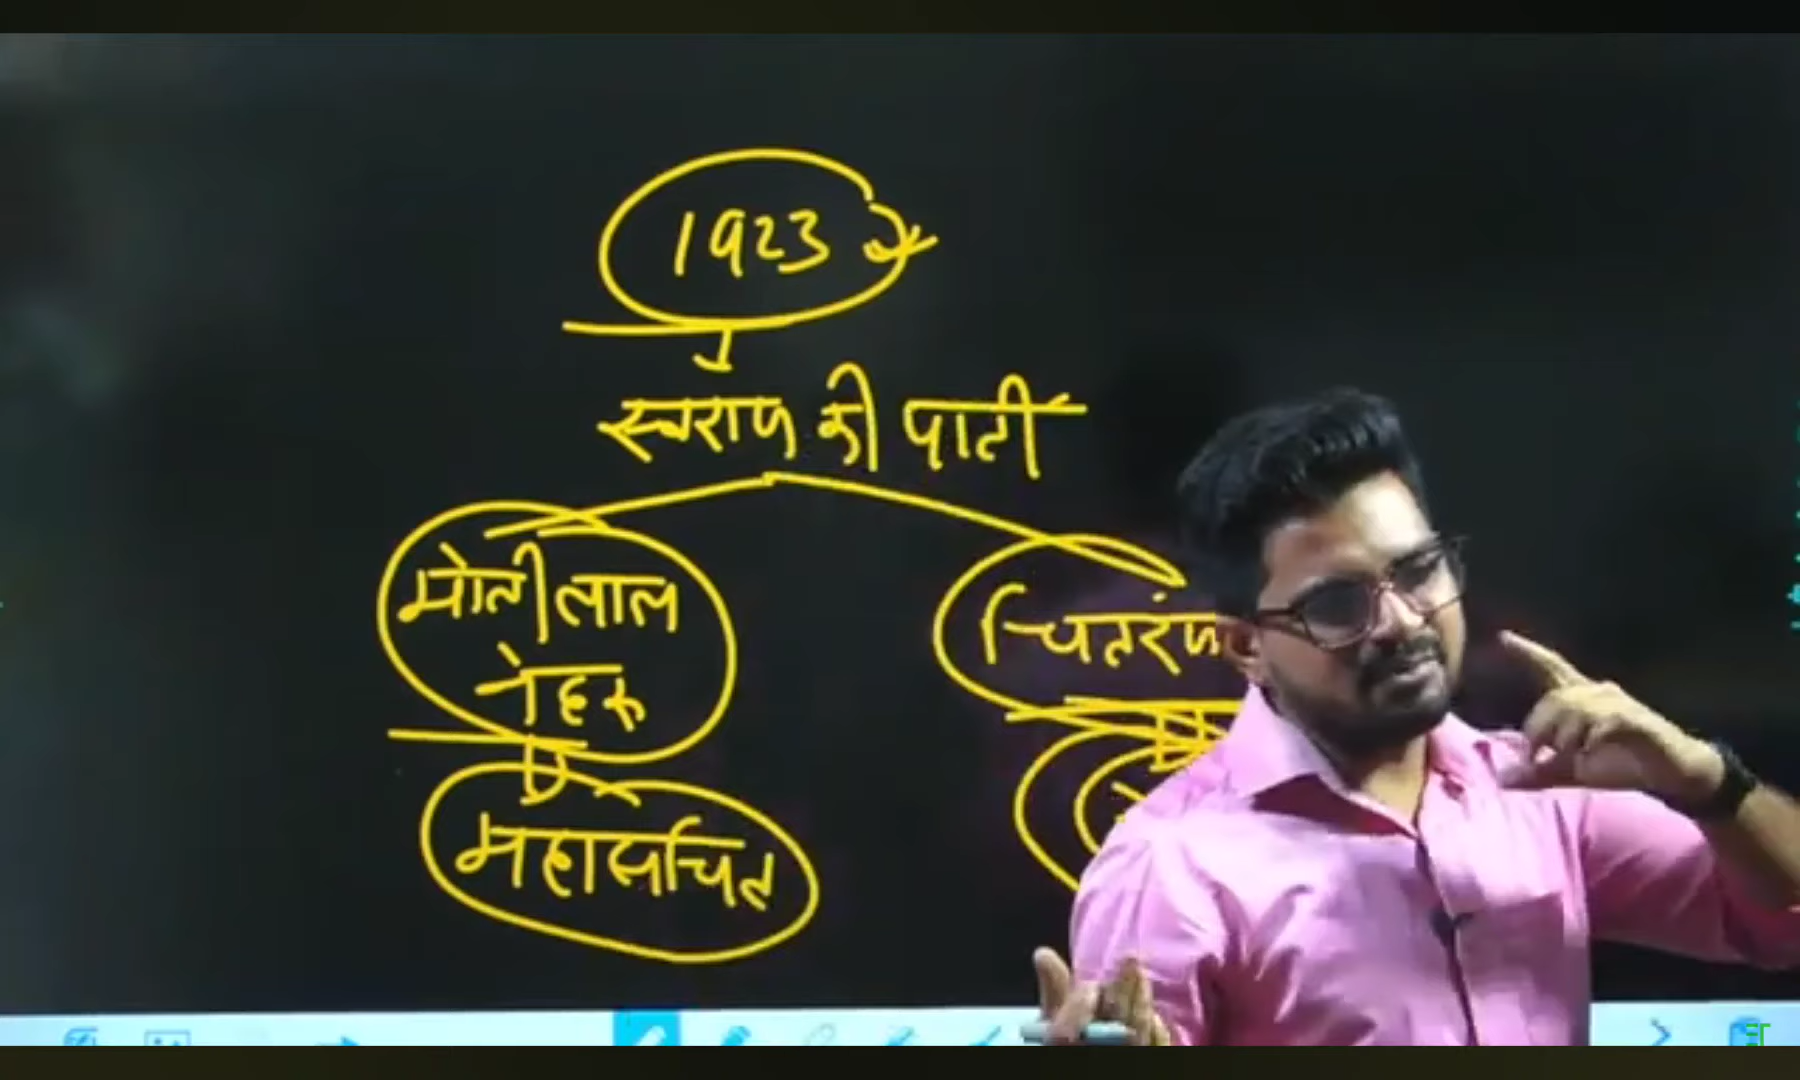 1923
स्वराज की पार्टी
मोतीलाल
नेहरू
चितरंज
महासचिव